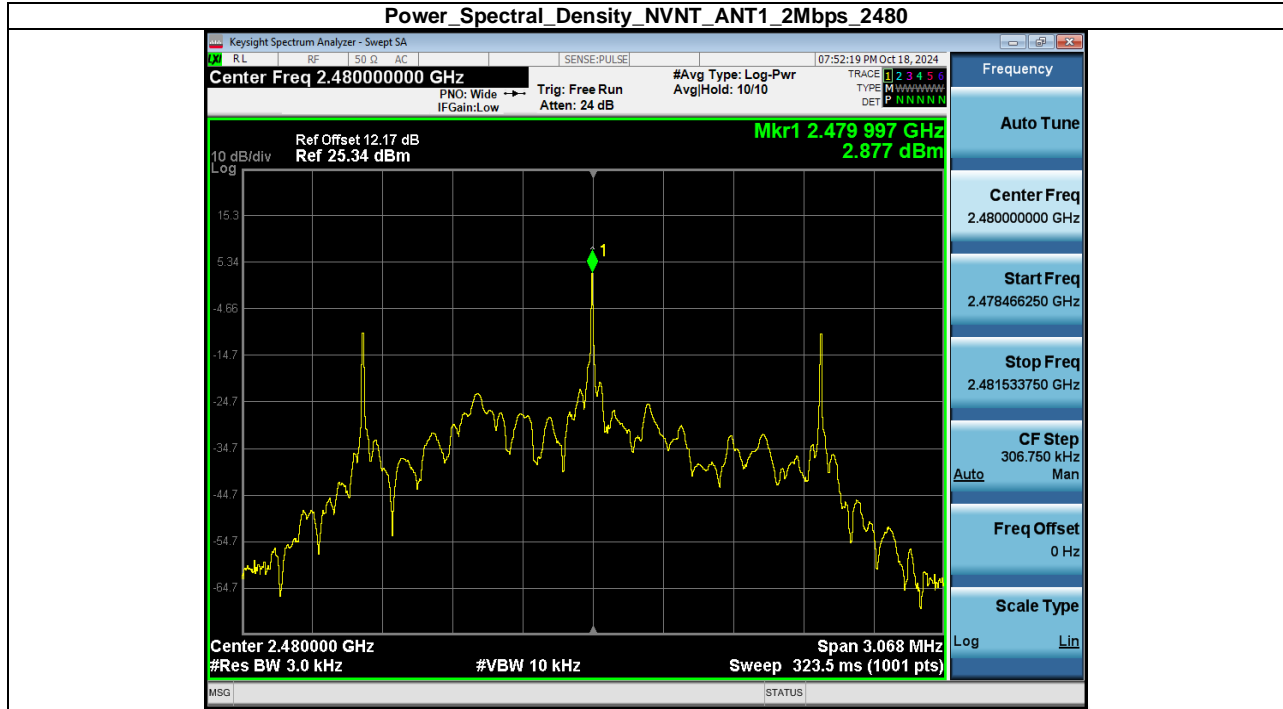 Power_Spectral_Density_NVNT_ANT1_2Mbps_2480
Keysight Spectrum Analyzer - Swept SA
LXI RL RF 50 Ω AC SENSE:PULSE 07:52:19 PM Oct 18, 2024
Center Freq 2.480000000 GHz
PNO: Wide
IFGain:Low
Trig: Free Run
Atten: 24 dB
#Avg Type: Log-Pwr
Avg|Hold: 10/10
TRACE 1 2 3 4 5 6
TYPE M WWWWW
DET P N N N N N
Mkr1 2.479 997 GHz
2.877 dBm
Ref Offset 12.17 dB
10 dB/div Ref 25.34 dBm
Log
15.3
5.34
-4.66
-14.7
-24.7
-34.7
-44.7
-54.7
-64.7
1
Center 2.480000 GHz Span 3.068 MHz
#Res BW 3.0 kHz #VBW 10 kHz Sweep 323.5 ms (1001 pts)
MSG STATUS
Frequency
Auto Tune
Center Freq
2.480000000 GHz
Start Freq
2.478466250 GHz
Stop Freq
2.481533750 GHz
CF Step
306.750 kHz
Auto Man
Freq Offset
0 Hz
Scale Type
Log Lin